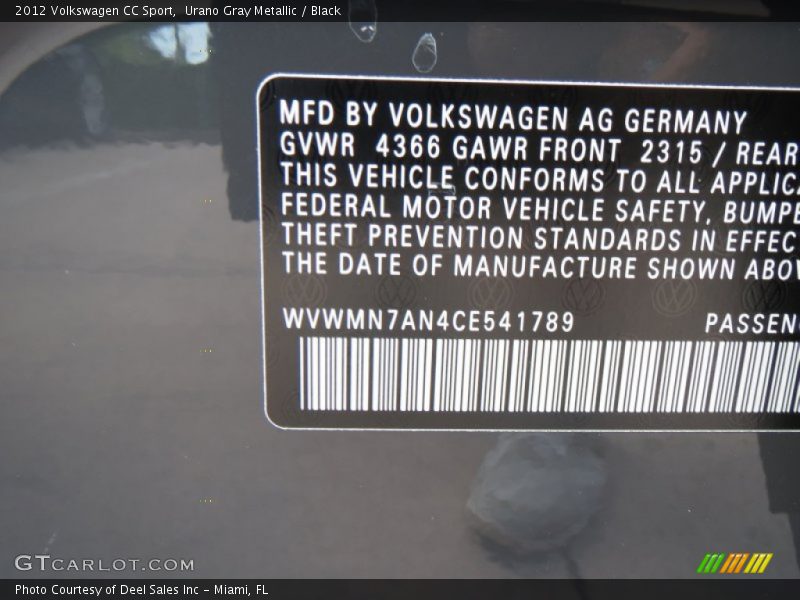 2012 Volkswagen CC Sport, Urano Gray Metallic / Black
MFD BY VOLKSWAGEN AG GERMANY
GVWR 4366 GAWR FRONT 2315 / REAR
THIS VEHICLE CONFORMS TO ALL APPLICA
FEDERAL MOTOR VEHICLE SAFETY, BUMPE
THEFT PREVENTION STANDARDS IN EFFEC
THE DATE OF MANUFACTURE SHOWN ABOV
WVWMN7AN4CE541789 PASSEN
GTCARLOT.COM
Photo Courtesy of Deel Sales Inc - Miami, FL